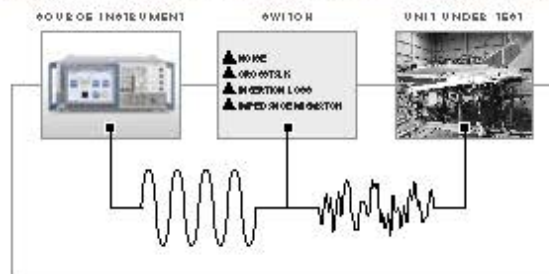 SOURCE INSTRUMENT
SWITCH
UNIT UNDER TEST
NOISE
CROSSTALK
INSERTION LOSS
IMPEDANCE MISMATCH